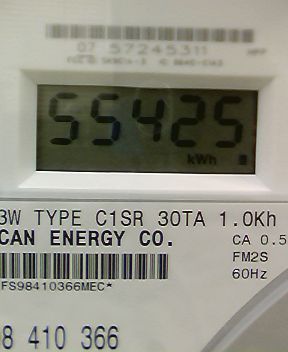 07 57245311
55425
kWh
3W TYPE C1SR 30TA 1.0Kh
CAN ENERGY CO.
CA 0.5
FM2S
60Hz
FS98410366MEC*
98 410 366